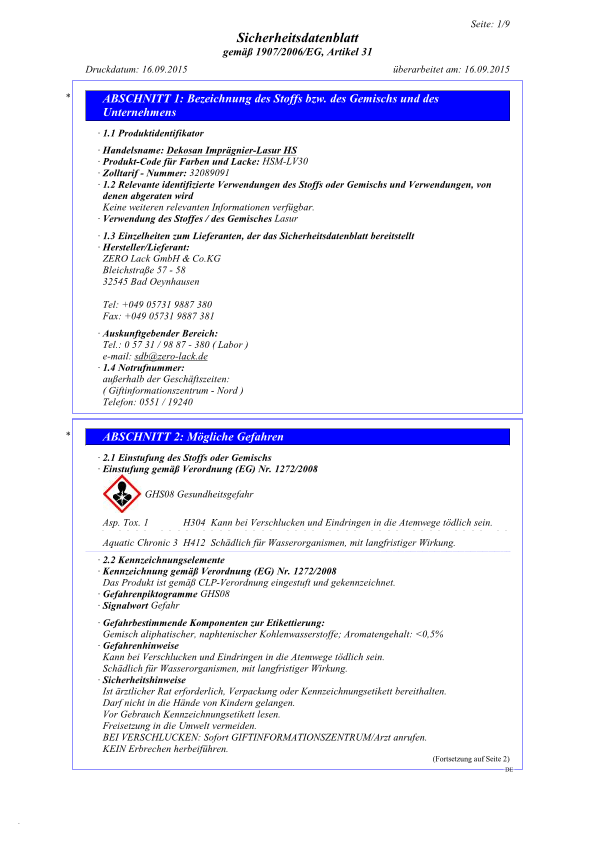 Seite: 1/9
Sicherheitsdatenblatt
gemäß 1907/2006/EG, Artikel 31
Druckdatum: 16.09.2015 überarbeitet am: 16.09.2015
* ABSCHNITT 1: Bezeichnung des Stoffs bzw. des Gemischs und des
Unternehmens
· 1.1 Produktidentifikator
· Handelsname: Dekosan Imprägnier-Lasur HS
· Produkt-Code für Farben und Lacke: HSM-LV30
· Zolltarif - Nummer: 32089091
· 1.2 Relevante identifizierte Verwendungen des Stoffs oder Gemischs und Verwendungen, von
denen abgeraten wird
Keine weiteren relevanten Informationen verfügbar.
· Verwendung des Stoffes / des Gemisches Lasur
· 1.3 Einzelheiten zum Lieferanten, der das Sicherheitsdatenblatt bereitstellt
· Hersteller/Lieferant:
ZERO Lack GmbH & Co.KG
Bleichstraße 57 - 58
32545 Bad Oeynhausen
Tel: +049 05731 9887 380
Fax: +049 05731 9887 381
· Auskunftgebender Bereich:
Tel.: 0 57 31 / 98 87 - 380 ( Labor )
e-mail: sdb@zero-lack.de
· 1.4 Notrufnummer:
außerhalb der Geschäftszeiten:
( Giftinformationszentrum - Nord )
Telefon: 0551 / 19240
* ABSCHNITT 2: Mögliche Gefahren
· 2.1 Einstufung des Stoffs oder Gemischs
· Einstufung gemäß Verordnung (EG) Nr. 1272/2008
GHS08 Gesundheitsgefahr
Asp. Tox. 1 H304 Kann bei Verschlucken und Eindringen in die Atemwege tödlich sein.
Aquatic Chronic 3 H412 Schädlich für Wasserorganismen, mit langfristiger Wirkung.
· 2.2 Kennzeichnungselemente
· Kennzeichnung gemäß Verordnung (EG) Nr. 1272/2008
Das Produkt ist gemäß CLP-Verordnung eingestuft und gekennzeichnet.
· Gefahrenpiktogramme GHS08
· Signalwort Gefahr
· Gefahrbestimmende Komponenten zur Etikettierung:
Gemisch aliphatischer, naphtenischer Kohlenwasserstoffe; Aromatengehalt: <0,5%
· Gefahrenhinweise
Kann bei Verschlucken und Eindringen in die Atemwege tödlich sein.
Schädlich für Wasserorganismen, mit langfristiger Wirkung.
· Sicherheitshinweise
Ist ärztlicher Rat erforderlich, Verpackung oder Kennzeichnungsetikett bereithalten.
Darf nicht in die Hände von Kindern gelangen.
Vor Gebrauch Kennzeichnungsetikett lesen.
Freisetzung in die Umwelt vermeiden.
BEI VERSCHLUCKEN: Sofort GIFTINFORMATIONSZENTRUM/Arzt anrufen.
KEIN Erbrechen herbeiführen.
(Fortsetzung auf Seite 2)
DE